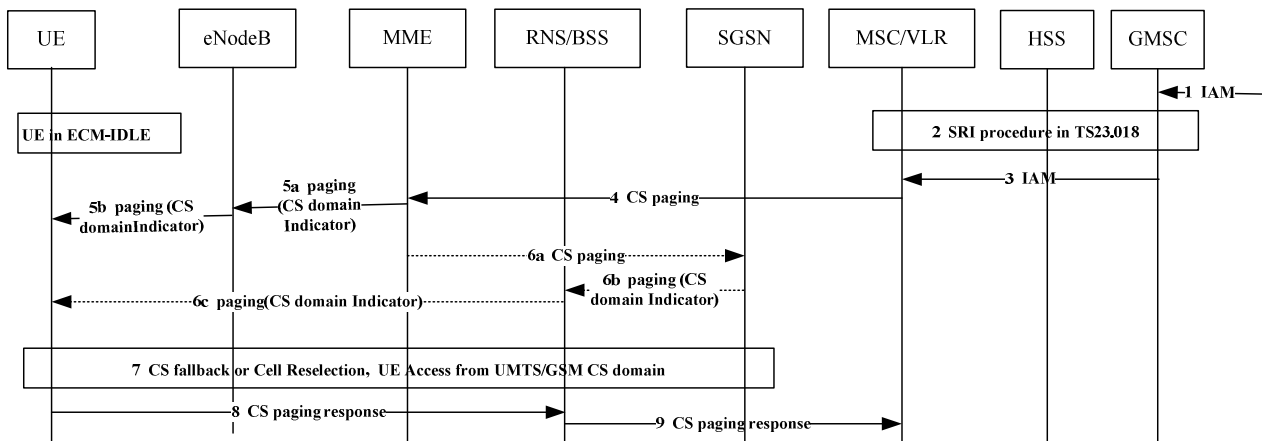 UE
eNodeB
MME
RNS/BSS
SGSN
MSC/VLR
HSS
GMSC
1 IAM
UE in ECM-IDLE
2 SRI procedure in TS23.018
3 IAM
4 CS paging
5a paging
(CS domain
Indicator)
5b paging (CS
domainIndicator)
6a CS paging
6b paging (CS
domain Indicator)
6c paging(CS domain Indicator)
7 CS fallback or Cell Reselection, UE Access from UMTS/GSM CS domain
8 CS paging response
9 CS paging response